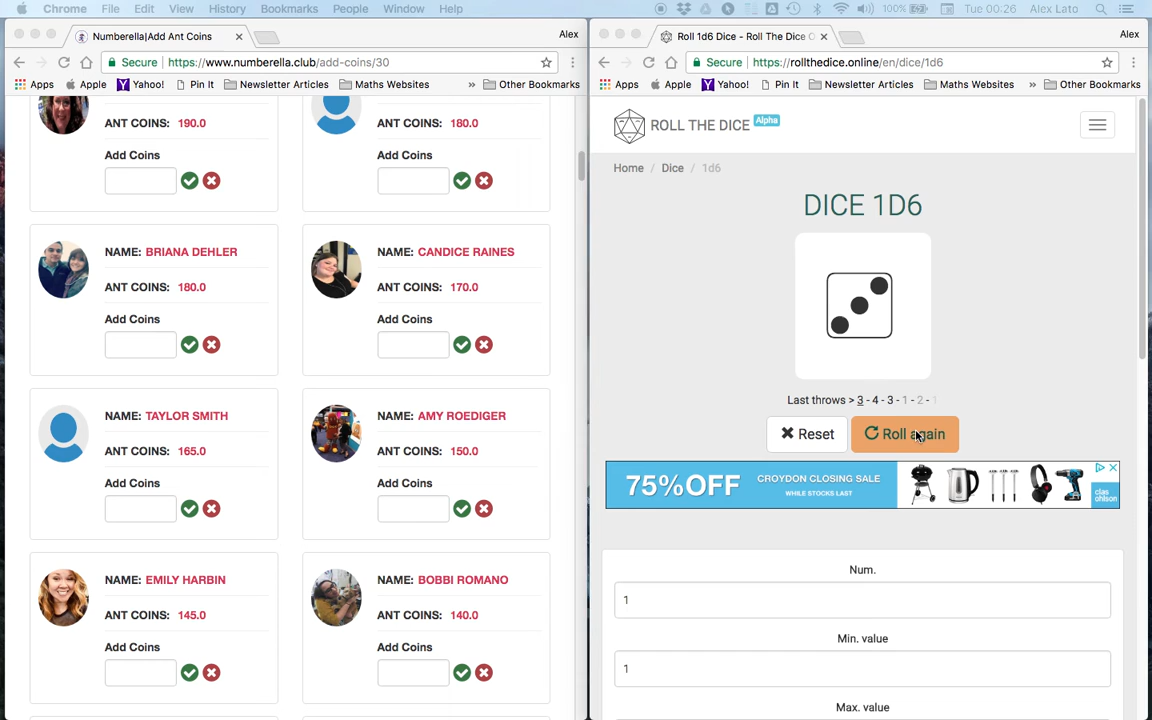 Chrome File Edit View History Bookmarks People Window Help 100% Tue 00:26 Alex Lato
Numberella|Add Ant Coins Alex
Secure https://www.numberella.club/add-coins/30
Apps Apple Yahoo! Pin It Newsletter Articles Maths Websites » Other Bookmarks
ANT COINS: 190.0
Add Coins
ANT COINS: 180.0
Add Coins
NAME: BRIANA DEHLER
ANT COINS: 180.0
Add Coins
NAME: CANDICE RAINES
ANT COINS: 170.0
Add Coins
NAME: TAYLOR SMITH
ANT COINS: 165.0
Add Coins
NAME: AMY ROEDIGER
ANT COINS: 150.0
Add Coins
NAME: EMILY HARBIN
ANT COINS: 145.0
Add Coins
NAME: BOBBI ROMANO
ANT COINS: 140.0
Add Coins
Roll 1d6 Dice - Roll The Dice O Alex
Secure https://rollthedice.online/en/dice/1d6
Apps Apple Yahoo! Pin It Newsletter Articles Maths Websites » Other Bookmarks
ROLL THE DICE Alpha
Home / Dice / 1d6
DICE 1D6
Last throws > 3 - 4 - 3 - 1 - 2 - 1
Reset Roll again
75%OFF CROYDON CLOSING SALE
WHILE STOCKS LAST
clas ohlson
Num.
1
Min. value
1
Max. value